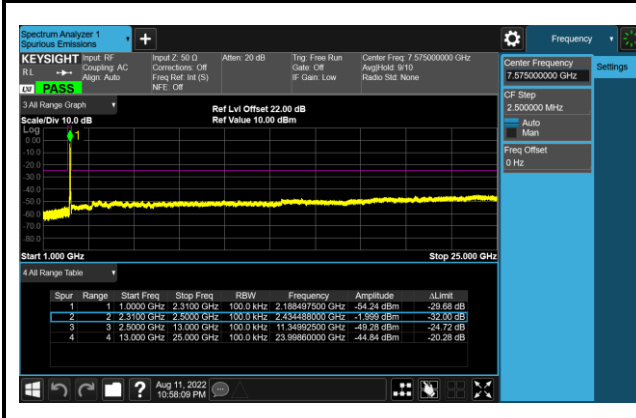 Spectrum Analyzer 1
Spurious Emissions
Frequency
KEYSIGHT
Input: RF
Coupling: AC
Align: Auto
Input Z: 50 Ω
Corrections: Off
Freq Ref: Int (S)
NFE: Off
Atten: 20 dB
Trig: Free Run
Gate: Off
IF Gain: Low
Center Freq: 7.575000000 GHz
Avg|Hold: 9/10
Radio Std: None
R L
LXI
PASS
3 All Range Graph
Scale/Div 10.0 dB
Ref Lvl Offset 22.00 dB
Ref Value 10.00 dBm
Log
0.00
-10.0
-20.0
-30.0
-40.0
-50.0
-60.0
-70.0
-80.0
1
Start 1.000 GHz
Stop 25.000 GHz
4 All Range Table
Spur Range Start Freq Stop Freq RBW Frequency Amplitude ΔLimit
1 1 1.0000 GHz 2.3100 GHz 100.0 kHz 2.188497500 GHz -54.24 dBm -29.68 dB
2 2 2.3100 GHz 2.5000 GHz 100.0 kHz 2.434488000 GHz -1.999 dBm -32.00 dB
3 3 2.5000 GHz 13.000 GHz 100.0 kHz 11.34992500 GHz -49.28 dBm -24.72 dB
4 4 13.000 GHz 25.000 GHz 100.0 kHz 23.99860000 GHz -44.84 dBm -20.28 dB
Center Frequency
7.575000000 GHz
Settings
CF Step
2.500000 MHz
Auto
Man
Freq Offset
0 Hz
?
Aug 11, 2022
10:58:09 PM